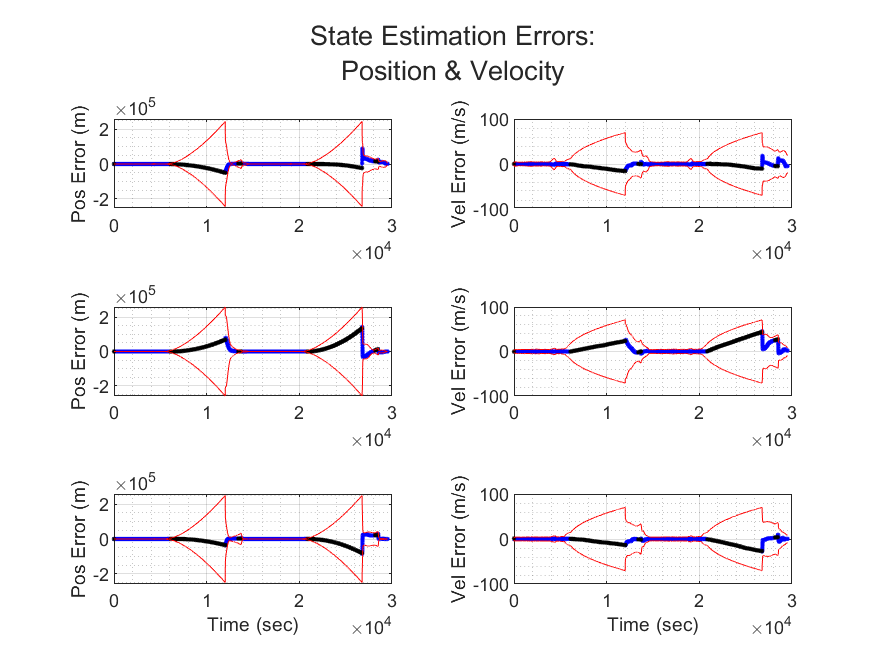 State Estimation Errors:
Position & Velocity
×10^5
Pos Error (m)
2
0
-2
0 1 2 3
×10^4
Vel Error (m/s)
100
0
-100
0 1 2 3
×10^4
×10^5
Pos Error (m)
2
0
-2
0 1 2 3
×10^4
Vel Error (m/s)
100
0
-100
0 1 2 3
×10^4
×10^5
Pos Error (m)
2
0
-2
0 1 2 3
Time (sec)
×10^4
Vel Error (m/s)
100
0
-100
0 1 2 3
Time (sec)
×10^4